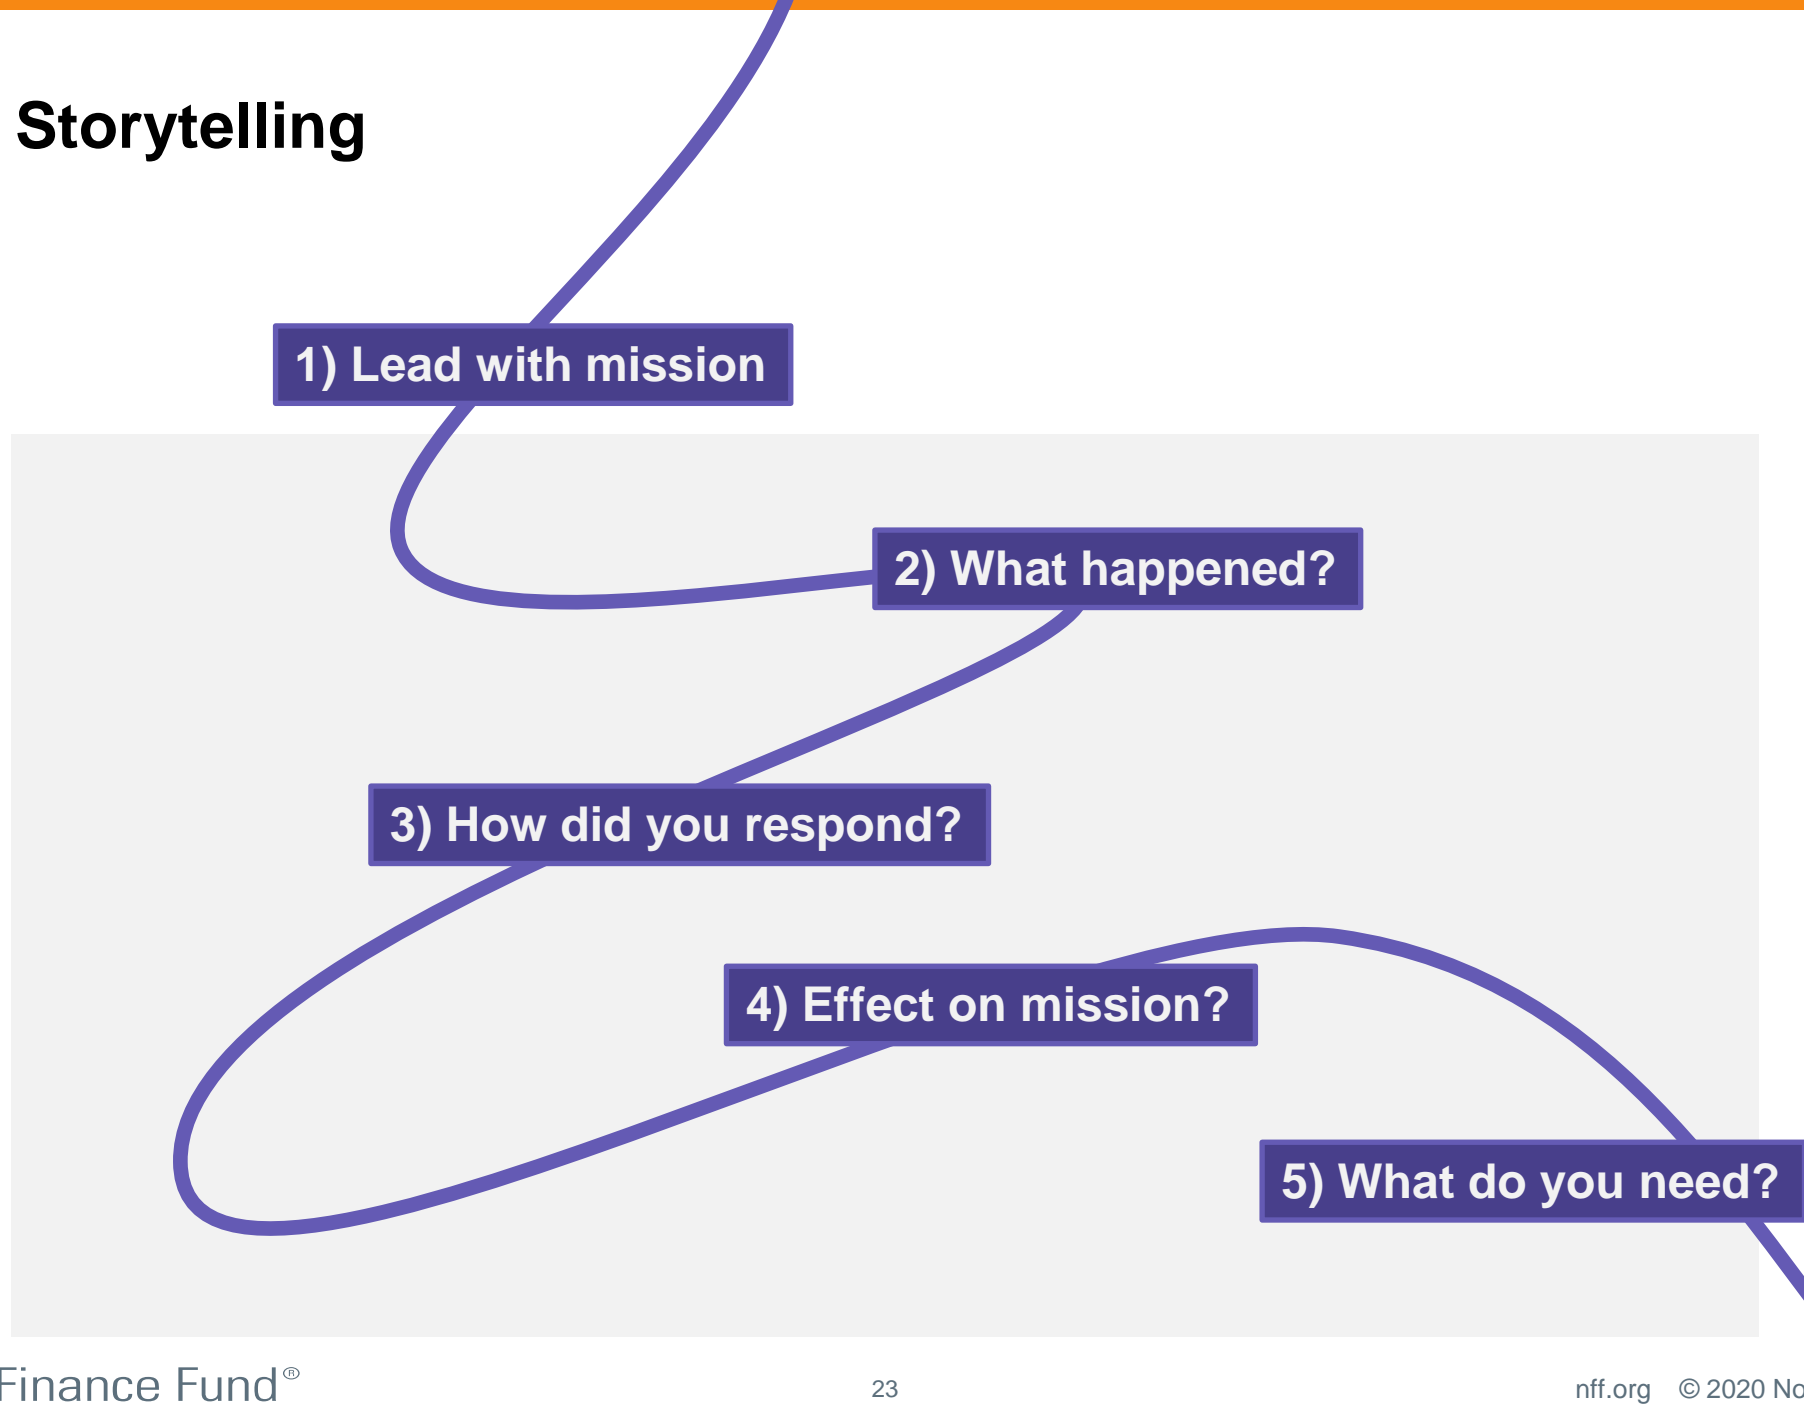 Storytelling
1) Lead with mission
2) What happened?
3) How did you respond?
4) Effect on mission?
5) What do you need?
Finance Fund®
23
nff.org © 2020 No